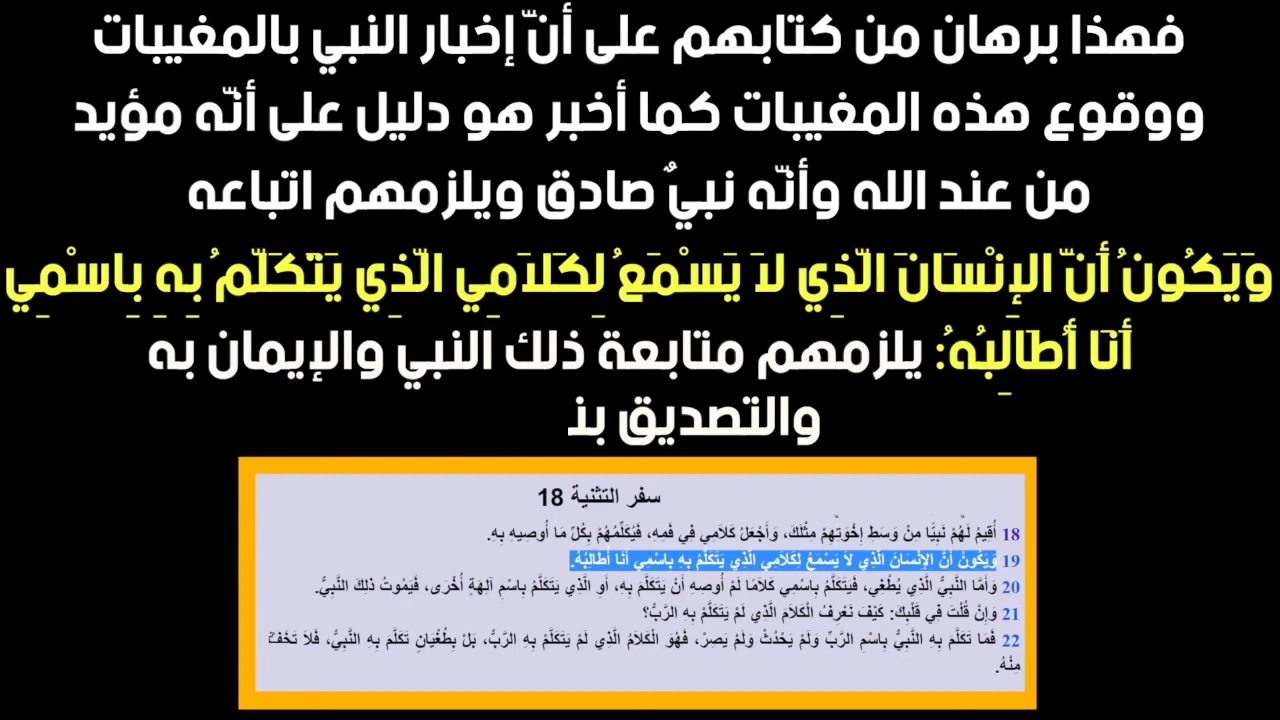 فهذا برهان من كتابهم على أنّ إخبار النبي بالمغيبات
ووقوع هذه المغيبات كما أخبر هو دليل على أنّه مؤيد
من عند الله وأنّه نبيٌ صادق ويلزمهم اتباعه
وَيَكُونُ أَنَّ الإِنْسَانَ الَّذِي لاَ يَسْمَعُ لِكَلاَمِي الَّذِي يَتَكَلَّمُ بِهِ بِاسْمِي
أَنَا أُطَالِبُهُ: يلزمهم متابعة ذلك النبي والإيمان به
والتصديق بنـ
سفر التثنية 18
18 أُقِيمُ لَهُمْ نَبِيًّا مِنْ وَسَطِ إِخْوَتِهِمْ مِثْلَكَ، وَأَجْعَلُ كَلاَمِي فِي فَمِهِ، فَيُكَلِّمُهُمْ بِكُلِّ مَا أُوصِيهِ بِهِ.
19 وَيَكُونُ أَنَّ الإِنْسَانَ الَّذِي لاَ يَسْمَعُ لِكَلاَمِي الَّذِي يَتَكَلَّمُ بِهِ بِاسْمِي أَنَا أُطَالِبُهُ.
20 وَأَمَّا النَّبِيُّ الَّذِي يُطْغِي، فَيَتَكَلَّمُ بِاسْمِي كَلاَمًا لَمْ أُوصِهِ أَنْ يَتَكَلَّمَ بِهِ، أَوِ الَّذِي يَتَكَلَّمُ بِاسْمِ آلِهَةٍ أُخْرَى، فَيَمُوتُ ذلِكَ النَّبِيُّ.
21 وَإِنْ قُلْتَ فِي قَلْبِكَ: كَيْفَ نَعْرِفُ الْكَلاَمَ الَّذِي لَمْ يَتَكَلَّمْ بِهِ الرَّبُّ؟
22 فَمَا تَكَلَّمَ بِهِ النَّبِيُّ بِاسْمِ الرَّبِّ وَلَمْ يَحْدُثْ وَلَمْ يَصِرْ، فَهُوَ الْكَلاَمُ الَّذِي لَمْ يَتَكَلَّمْ بِهِ الرَّبُّ، بَلْ بِطُغْيَانٍ تَكَلَّمَ بِهِ النَّبِيُّ، فَلاَ تَخَفْ
مِنْهُ.